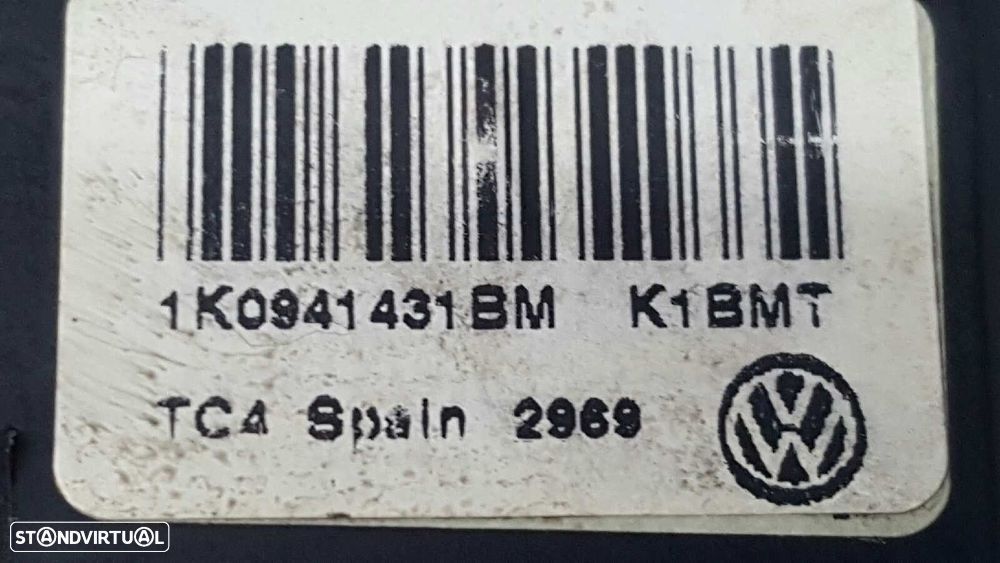 1K0941431BM K1BMT
TC4 Spain 2969
STANDVIRTUAL